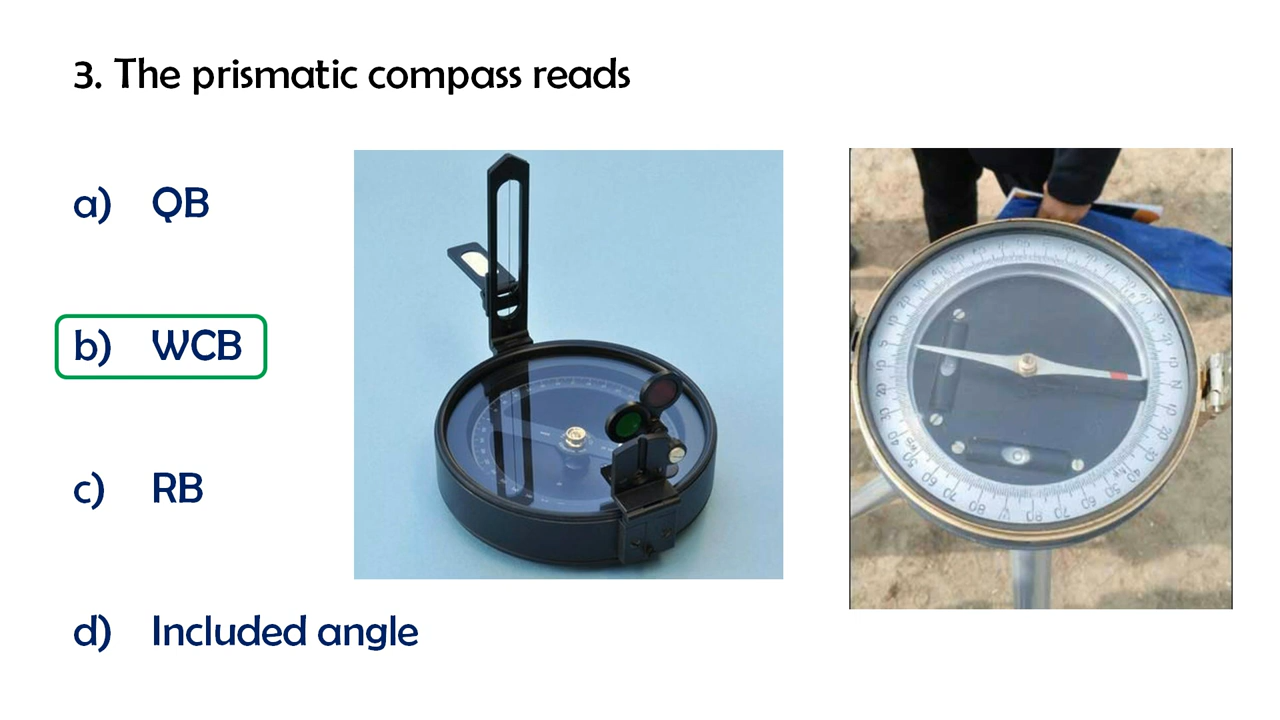 3. The prismatic compass reads
a) QB
b) WCB
c) RB
d) Included angle